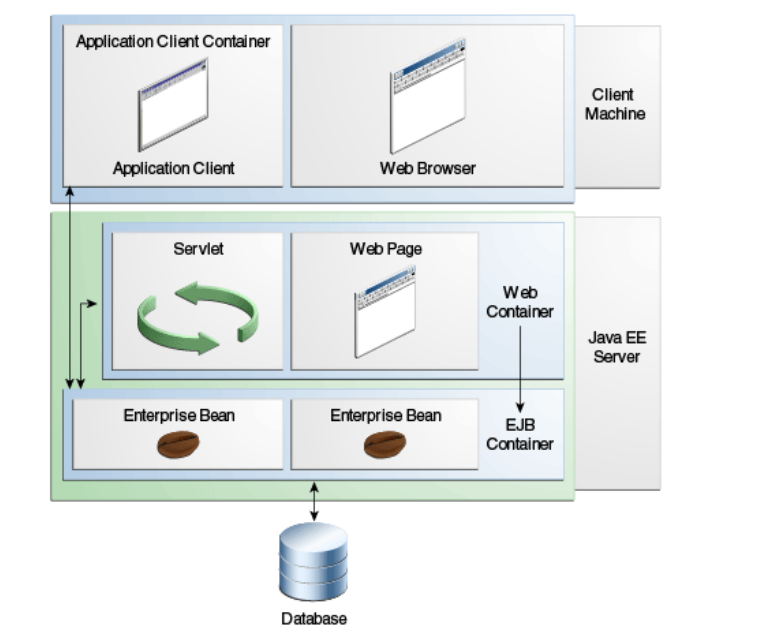 Application Client Container
Application Client
Web Browser
Client
Machine
Servlet
Web Page
Web
Container
Java EE
Server
Enterprise Bean
Enterprise Bean
EJB
Container
Database